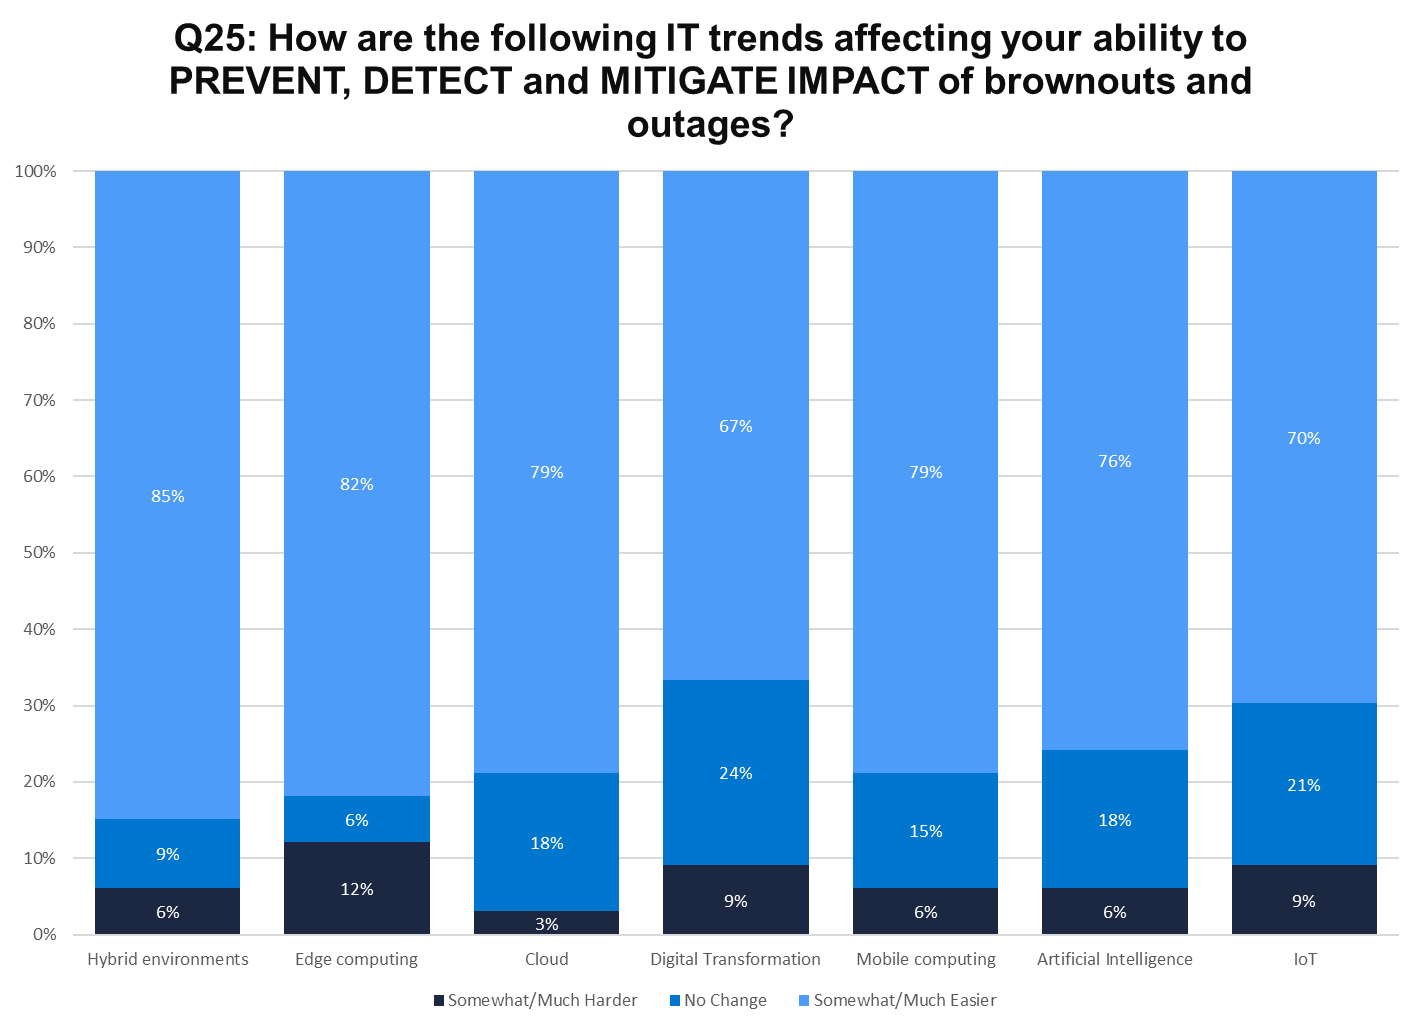 Q25: How are the following IT trends affecting your ability to
PREVENT, DETECT and MITIGATE IMPACT of brownouts and
outages?
100%
90%
80%
70%
60%
50%
40%
30%
20%
10%
0%
85%
9%
6%
82%
6%
12%
79%
18%
3%
67%
24%
9%
79%
15%
6%
76%
18%
6%
70%
21%
9%
Hybrid environments
Edge computing
Cloud
Digital Transformation
Mobile computing
Artificial Intelligence
IoT
Somewhat/Much Harder
No Change
Somewhat/Much Easier